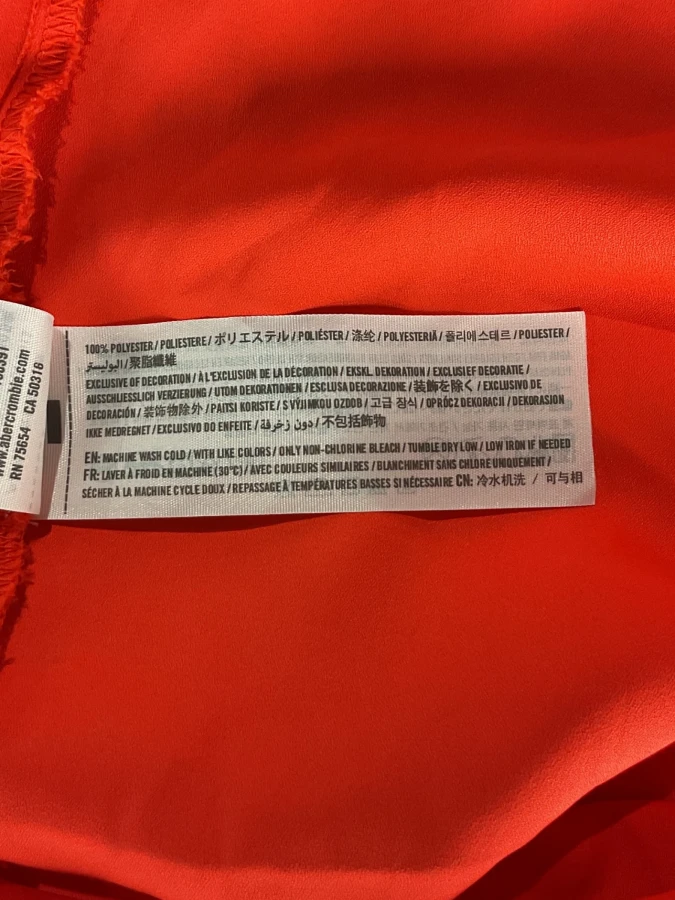 www.abercrombie.com
RN 75654 CA 50316
100% POLYESTER / POLIESTERE / ポリエステル / POLIÉSTER / 涤纶 / POLYESTERIÄ / 폴리에스테르 / POLIESTER /
البوليستر / 聚脂纖維
EXCLUSIVE OF DECORATION / À L'EXCLUSION DE LA DÉCORATION / EKSKL. DEKORATION / EXCLUSIEF DECORATIE /
AUSSCHLIESSLICH VERZIERUNG / UTOM DEKORATIONEN / ESCLUSA DECORAZIONE / 装飾を除く / EXCLUSIVO DE
DECORACIÓN / 装饰物除外 / PAITSI KORISTE / S VÝJIMKOU OZDOB / 고급 장식 / OPRÓCZ DEKORACJI / DEKORASJON
IKKE MEDREGNET / EXCLUSIVO DO ENFEITE / دون زخرفة / 不包括飾物
EN: MACHINE WASH COLD / WITH LIKE COLORS / ONLY NON-CHLORINE BLEACH / TUMBLE DRY LOW / LOW IRON IF NEEDED
FR: LAVER À FROID EN MACHINE (30°C) / AVEC COULEURS SIMILAIRES / BLANCHIMENT SANS CHLORE UNIQUEMENT /
SÉCHER À LA MACHINE CYCLE DOUX / REPASSAGE À TEMPÉRATURES BASSES SI NÉCESSAIRE CN: 冷水机洗 / 可与相